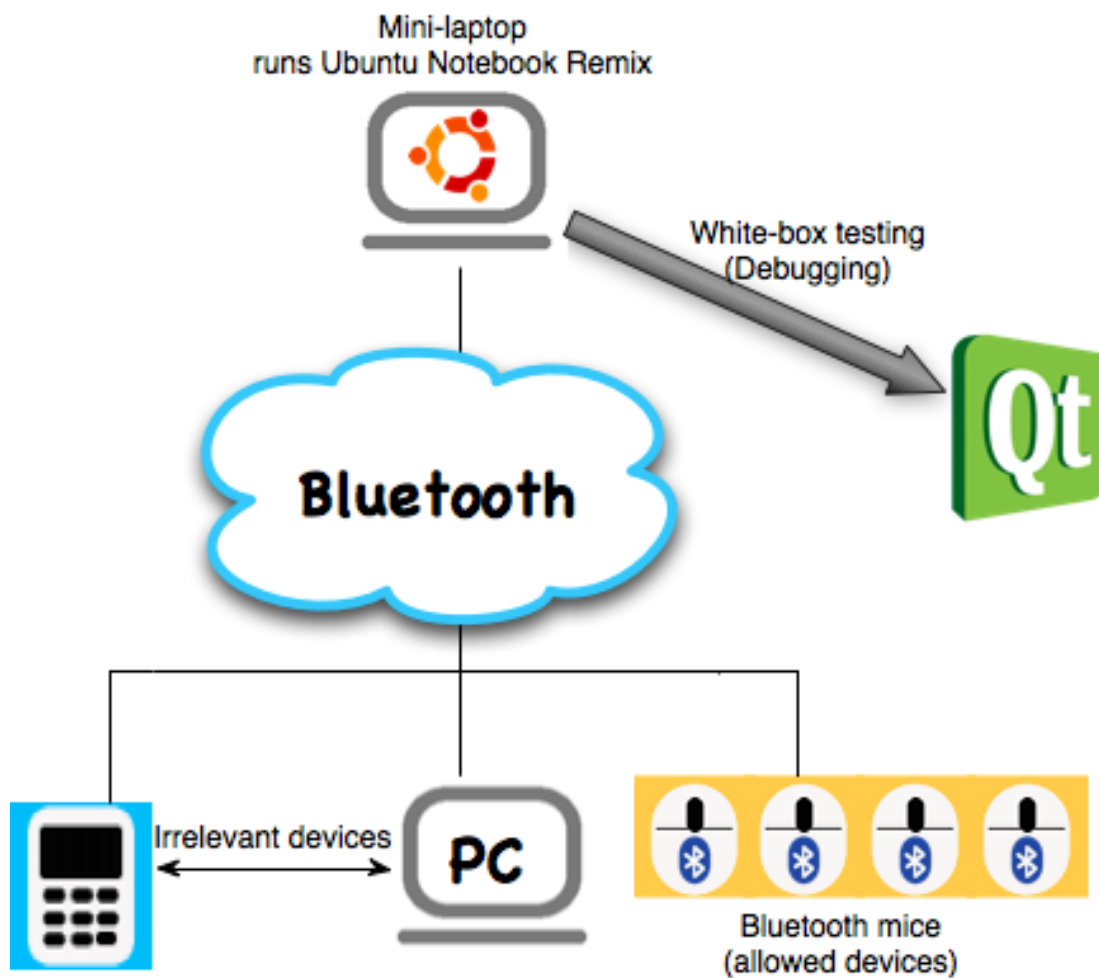 Mini-laptop
runs Ubuntu Notebook Remix
White-box testing
(Debugging)
Qt
Bluetooth
Irrelevant devices
PC
Bluetooth mice
(allowed devices)